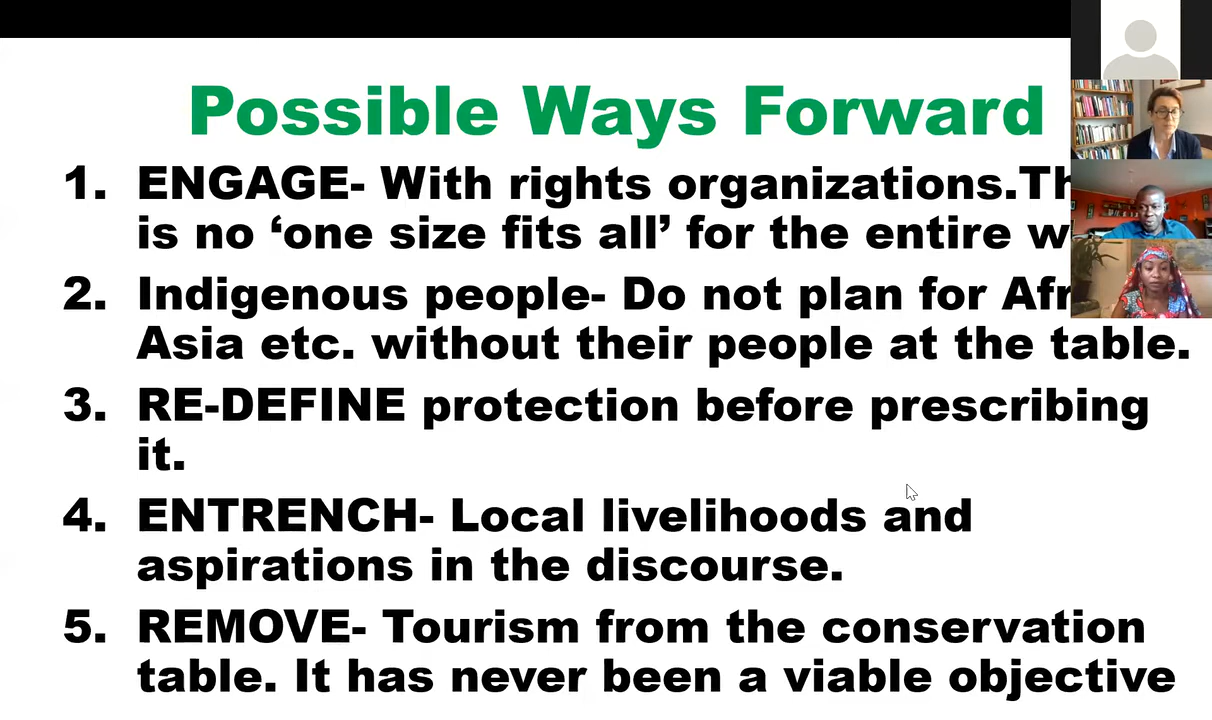 Possible Ways Forward
1. ENGAGE- With rights organizations.
is no ‘one size fits all’ for the entire
2. Indigenous people- Do not plan for
Asia etc. without their people at the table.
3. RE-DEFINE protection before prescribing
it.
4. ENTRENCH- Local livelihoods and
aspirations in the discourse.
5. REMOVE- Tourism from the conservation
table. It has never been a viable objective